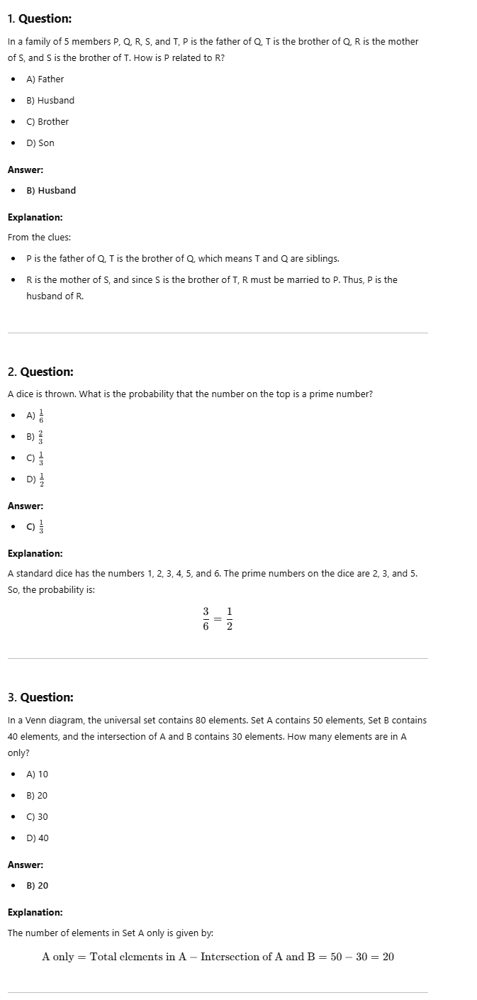 1. Question:
In a family of 5 members P, Q, R, S, and T, P is the father of Q, T is the brother of Q, R is the mother
of S, and S is the brother of T. How is P related to R?
• A) Father
• B) Husband
• C) Brother
• D) Son
Answer:
• B) Husband
Explanation:
From the clues:
• P is the father of Q, T is the brother of Q, which means T and Q are siblings.
• R is the mother of S, and since S is the brother of T, R must be married to P. Thus, P is the
husband of R.
2. Question:
A dice is thrown. What is the probability that the number on the top is a prime number?
• A) 1/6
• B) 2/3
• C) 1/3
• D) 1/2
Answer:
• C) 1/3
Explanation:
A standard dice has the numbers 1, 2, 3, 4, 5, and 6. The prime numbers on the dice are 2, 3, and 5.
So, the probability is:
3/6 = 1/2
3. Question:
In a Venn diagram, the universal set contains 80 elements. Set A contains 50 elements, Set B contains
40 elements, and the intersection of A and B contains 30 elements. How many elements are in A
only?
• A) 10
• B) 20
• C) 30
• D) 40
Answer:
• B) 20
Explanation:
The number of elements in Set A only is given by:
A only = Total elements in A − Intersection of A and B = 50 − 30 = 20